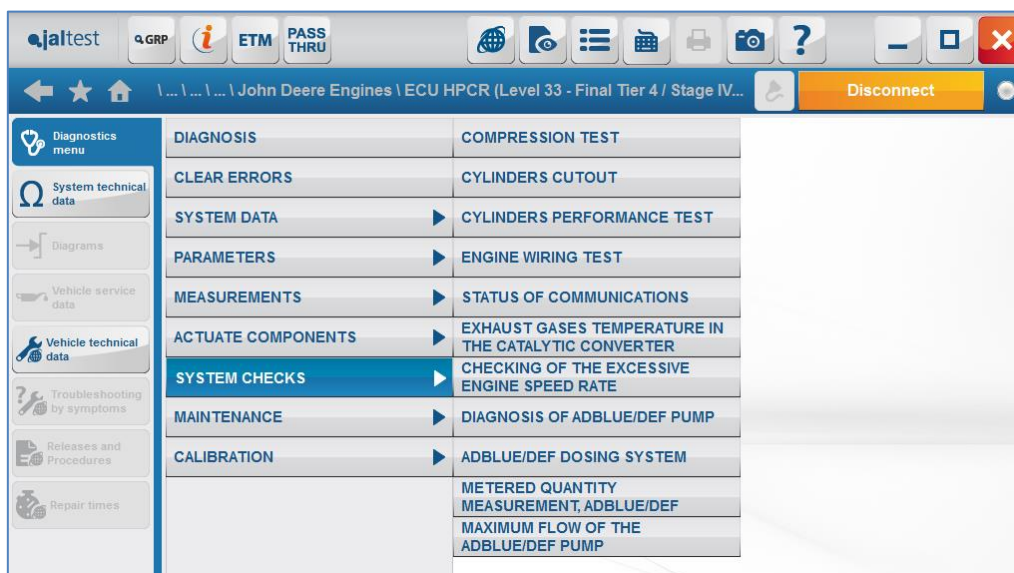 jaltest
GRP
i
ETM
PASS
THRU
?
\ ... \ ... \ ... \ John Deere Engines \ ECU HPCR (Level 33 - Final Tier 4 / Stage IV...
Disconnect
Diagnostics
menu
System technical
data
Diagrams
Vehicle service
data
Vehicle technical
data
Troubleshooting
by symptoms
Releases and
Procedures
Repair times
DIAGNOSIS
CLEAR ERRORS
SYSTEM DATA
PARAMETERS
MEASUREMENTS
ACTUATE COMPONENTS
SYSTEM CHECKS
MAINTENANCE
CALIBRATION
COMPRESSION TEST
CYLINDERS CUTOUT
CYLINDERS PERFORMANCE TEST
ENGINE WIRING TEST
STATUS OF COMMUNICATIONS
EXHAUST GASES TEMPERATURE IN
THE CATALYTIC CONVERTER
CHECKING OF THE EXCESSIVE
ENGINE SPEED RATE
DIAGNOSIS OF ADBLUE/DEF PUMP
ADBLUE/DEF DOSING SYSTEM
METERED QUANTITY
MEASUREMENT, ADBLUE/DEF
MAXIMUM FLOW OF THE
ADBLUE/DEF PUMP